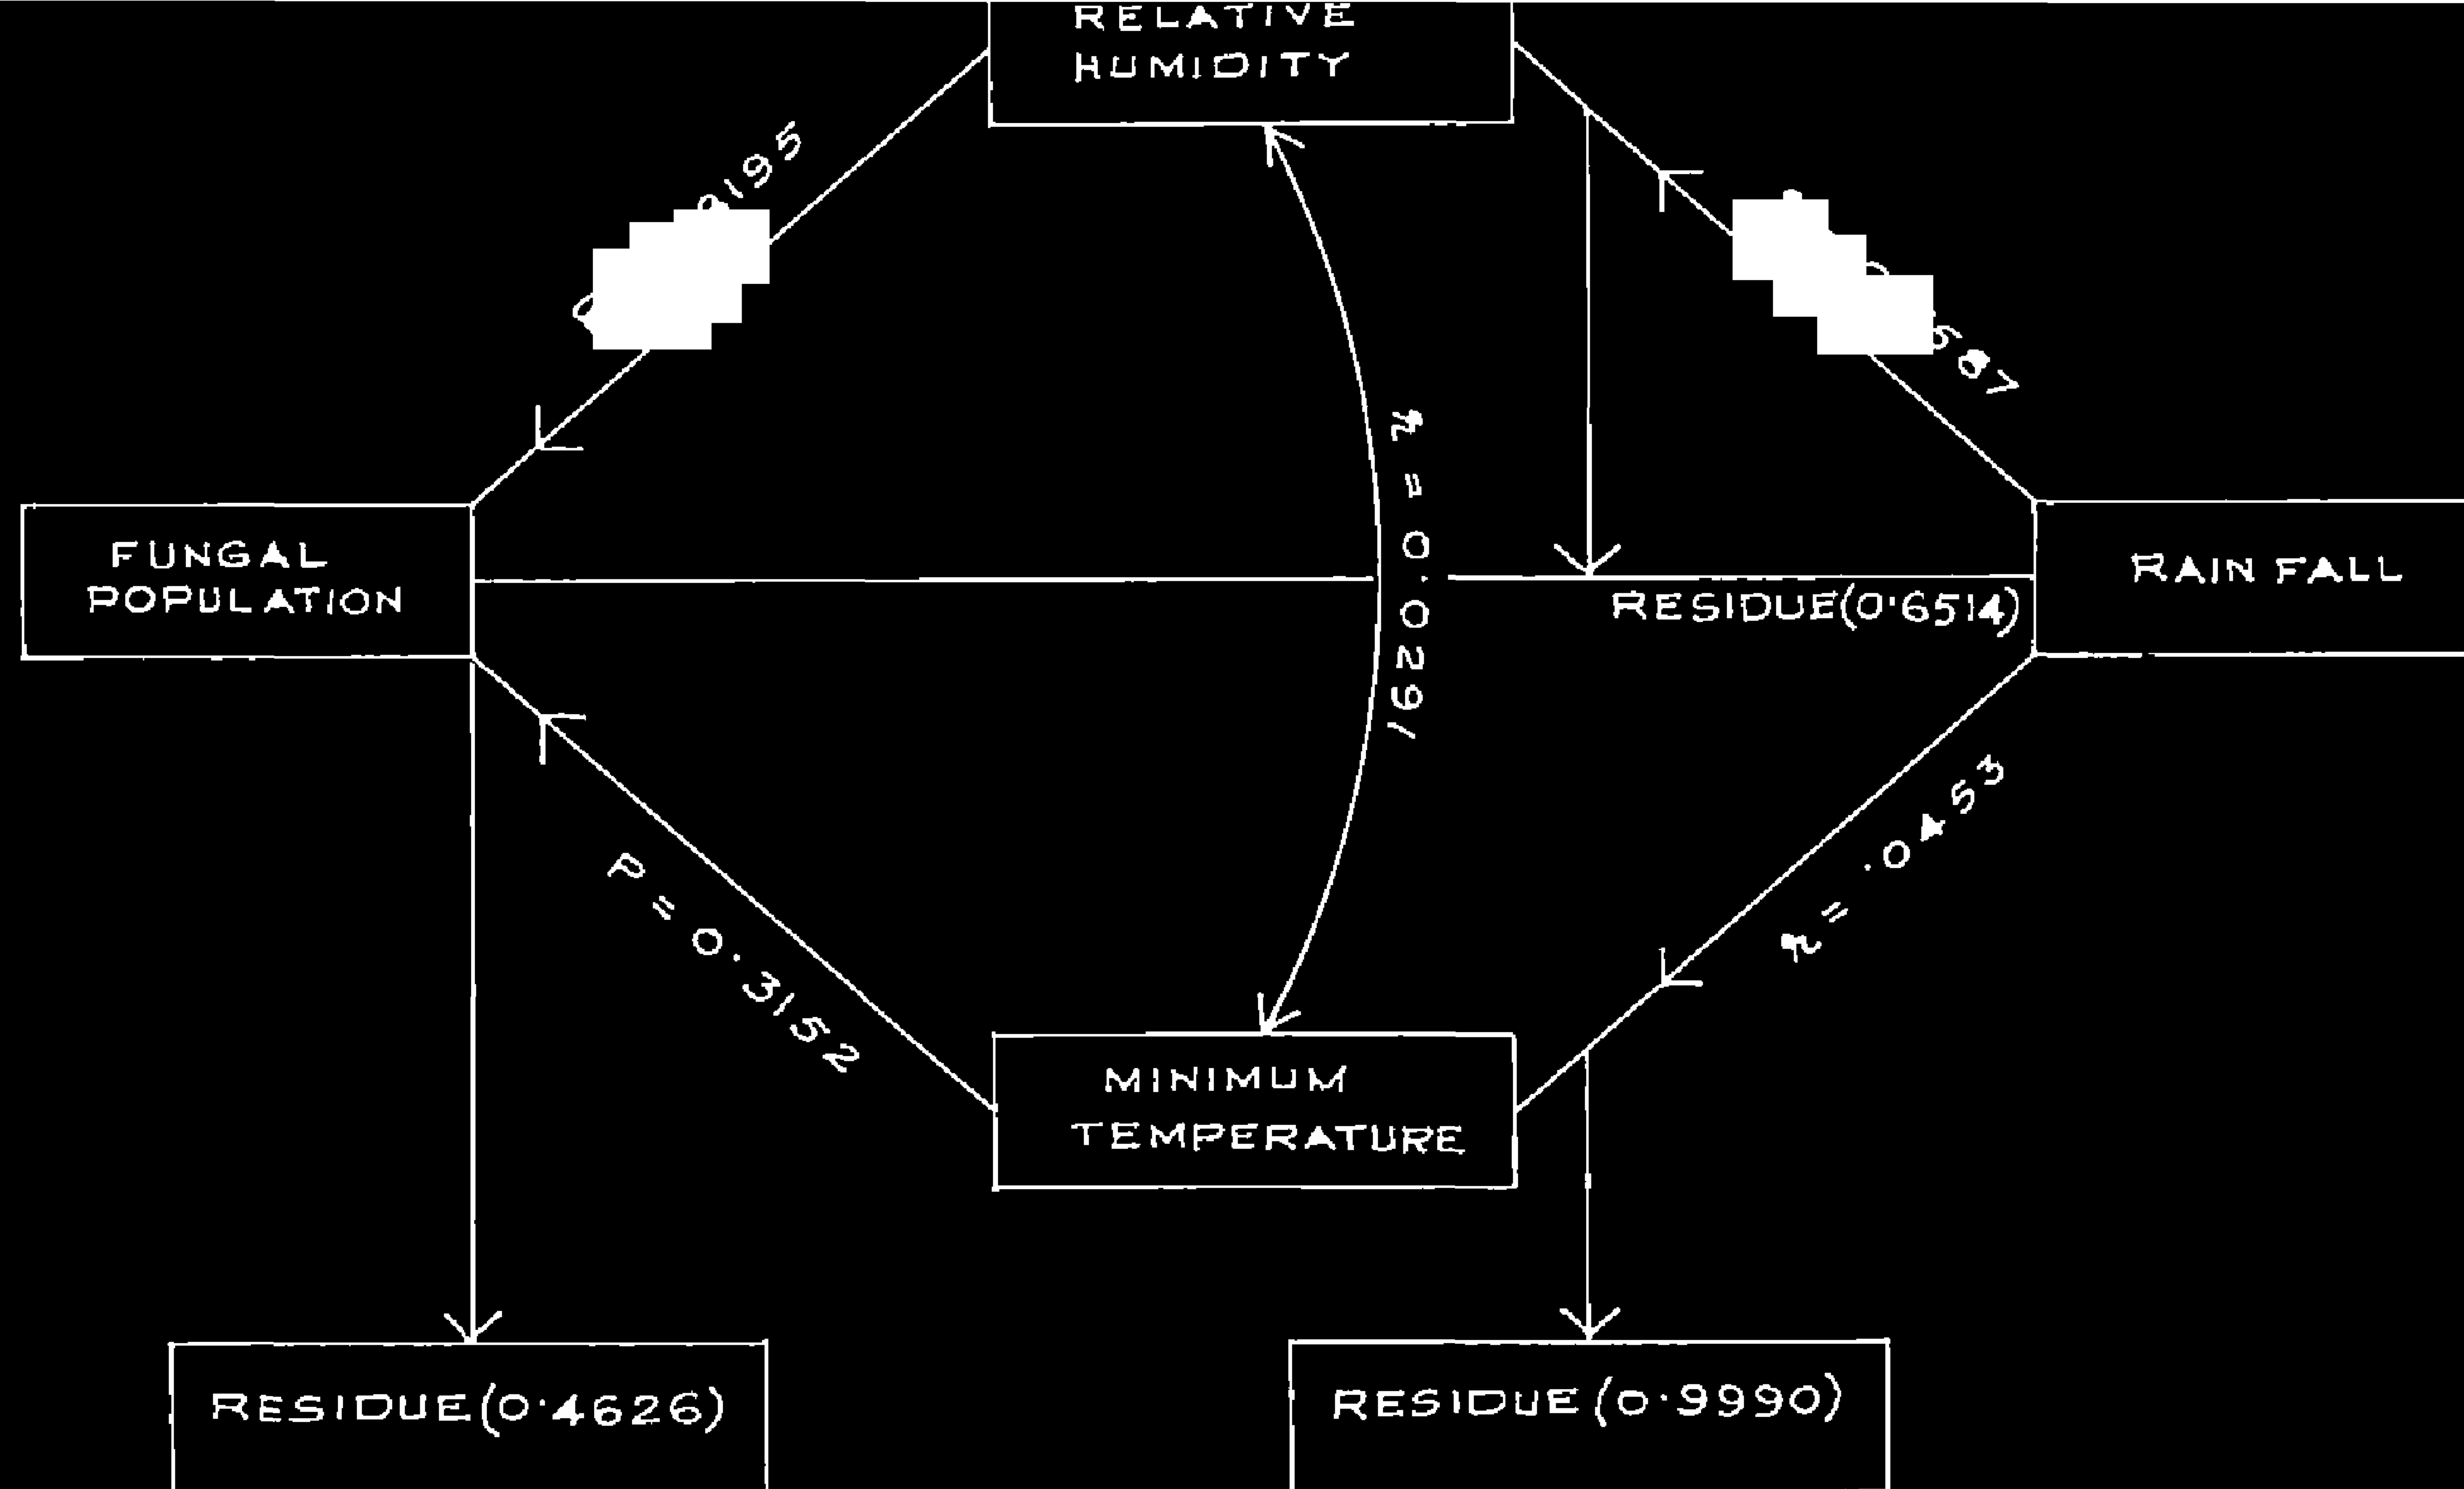 RELATIVE
HUMIDITY
FUNGAL
POPULATION
r = 0.0291
RAIN FALL
RESIDUE(0.6514)
P = 0.3152
r = .0453
MINIMUM
TEMPERATURE
RESIDUE(0.4626)
RESIDUE(0.9990)